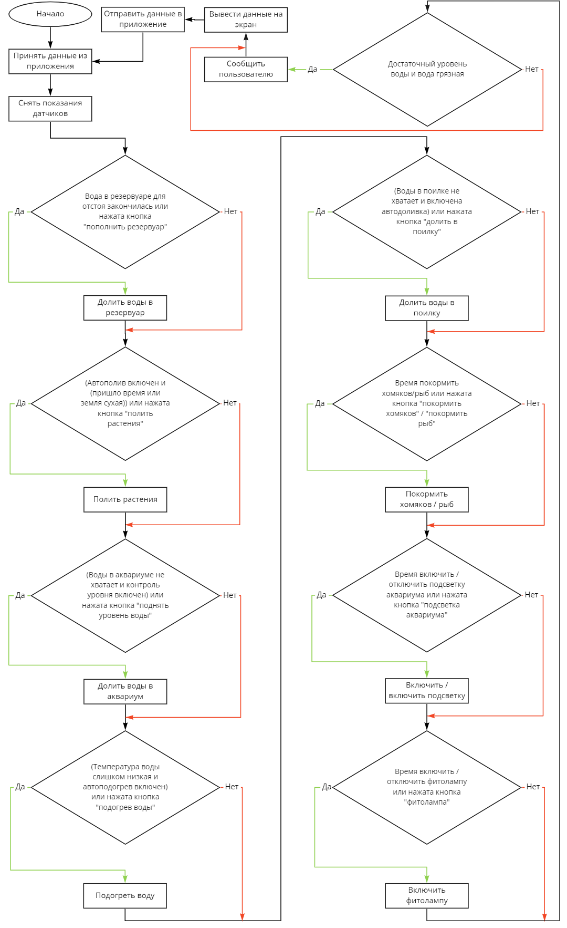 Начало
Принять данные из
приложения
Снять показания
датчиков
Вода в резервуаре для
отстоя закончилась или
нажата кнопка
"пополнить резервуар"
Да
Нет
Долить воды в
резервуар
(Автополив включен и
(пришло время или
земля сухая)) или нажата
кнопка "полить
растения"
Да
Нет
Полить растения
(Воды в аквариуме не
хватает и контроль
уровня включен) или
нажата кнопка "поднять
уровень воды"
Да
Нет
Долить воды в
аквариум
(Температура воды
слишком низкая и
автоподогрев включен)
или нажата кнопка
"подогрев воды"
Да
Нет
Подогреть воду
(Воды в поилке не
хватает и включена
автодоливка) или нажата
кнопка "долить в
поилку"
Да
Нет
Долить воды в
поилку
Время покормить
хомяков/рыб или нажата
кнопка "покормить
хомяков" / "покормить
рыб"
Да
Нет
Покормить
хомяков / рыб
Время включить /
отключить подсветку
аквариума или нажата
кнопка "подсветка
аквариума"
Да
Нет
Включить /
включить подсветку
Время включить /
отключить фитолампу
или нажата кнопка
"фитолампа"
Да
Нет
Включить
фитолампу
Достаточный уровень
воды и вода грязная
Да
Нет
Сообщить
пользователю
Вывести данные на
экран
Отправить данные в
приложение